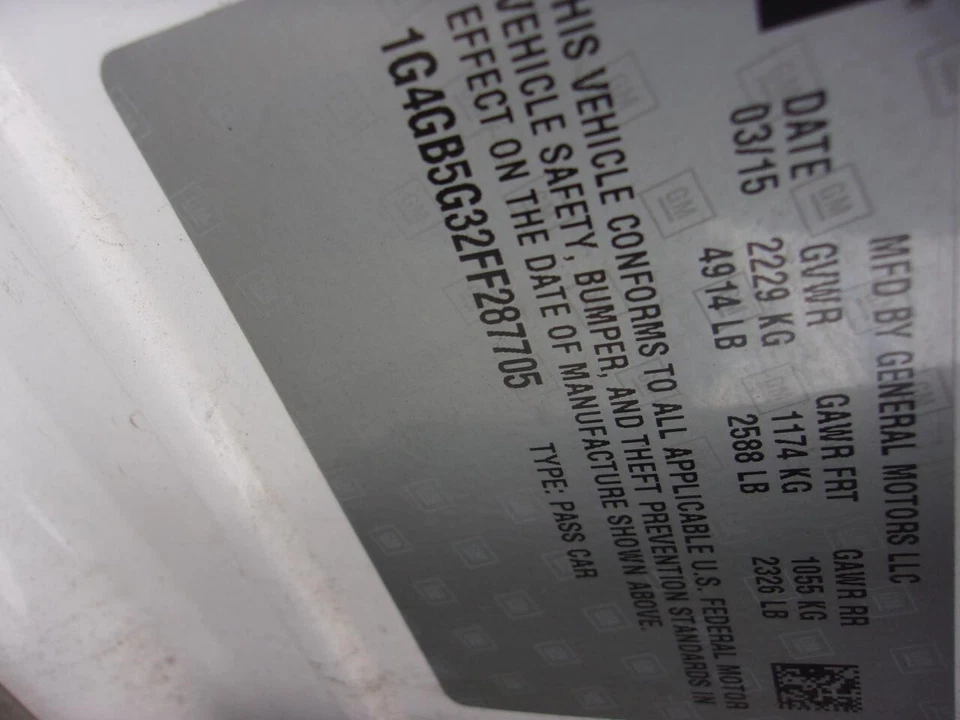 MFD BY GENERAL MOTORS LLC
DATE GVWR GAWR FRT GAWR RR
03/15 2229 KG 1174 KG 1055 KG
4914 LB 2588 LB 2326 LB
HIS VEHICLE CONFORMS TO ALL APPLICABLE U.S. FEDERAL MOTOR
VEHICLE SAFETY, BUMPER, AND THEFT PREVENTION STANDARDS IN
EFFECT ON THE DATE OF MANUFACTURE SHOWN ABOVE.
1G4GB5G32FF287705 TYPE: PASS CAR